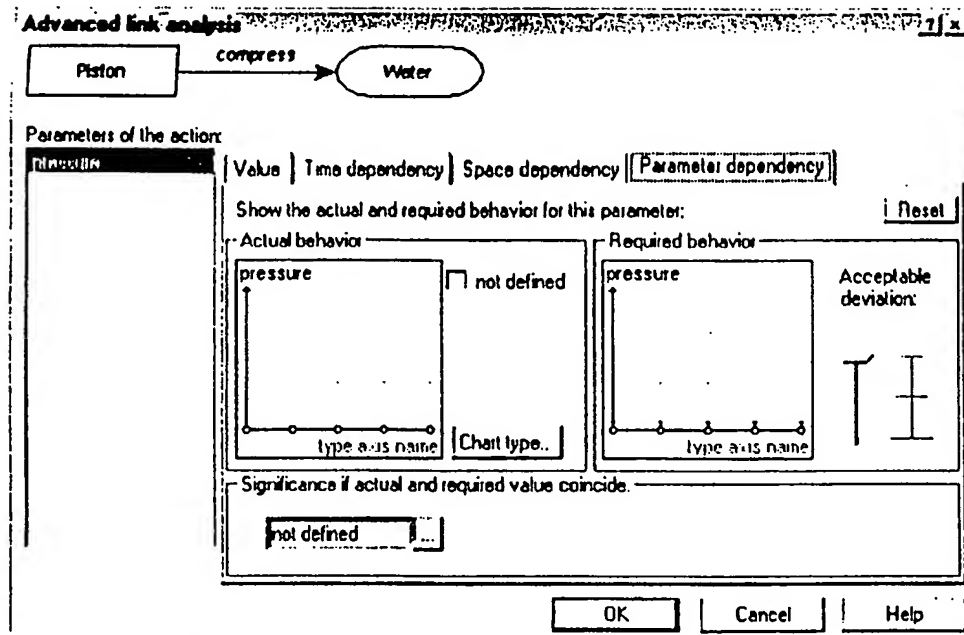 Advanced link analysis
? ×
Piston
compress
Water
Parameters of the action:
pressure
Value
Time dependency
Space dependency
Parameter dependency
Show the actual and required behavior for this parameter:
Reset
Actual behavior
pressure
not defined
type axis name
Chart type..
Required behavior
pressure
type axis name
Acceptable
deviation:
Significance if actual and required value coincide.
not defined
...
OK
Cancel
Help